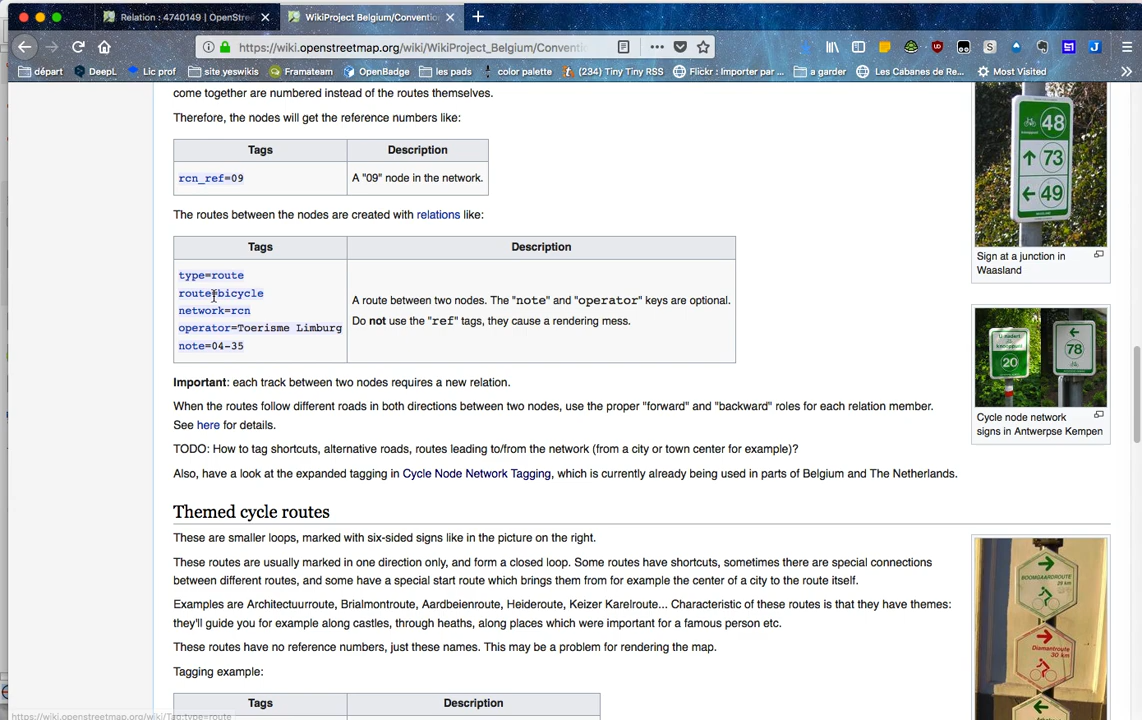 Relation : 4740149 | OpenStre
WikiProject Belgium/Conventio
https://wiki.openstreetmap.org/wiki/WikiProject_Belgium/Conventi
départ
DeepL
Lic prof
site yeswikis
Framateam
OpenBadge
les pads
color palette
(234) Tiny Tiny RSS
Flickr : Importer par ...
a garder
Les Cabanes de Re...
Most Visited
come together are numbered instead of the routes themselves.
Therefore, the nodes will get the reference numbers like:
Tags Description
rcn_ref=09 A "09" node in the network.
The routes between the nodes are created with relations like:
Tags Description
type=route
route=bicycle
network=rcn
operator=Toerisme Limburg
note=04-35
A route between two nodes. The "note" and "operator" keys are optional.
Do not use the "ref" tags, they cause a rendering mess.
Important: each track between two nodes requires a new relation.
When the routes follow different roads in both directions between two nodes, use the proper "forward" and "backward" roles for each relation member.
See here for details.
TODO: How to tag shortcuts, alternative roads, routes leading to/from the network (from a city or town center for example)?
Also, have a look at the expanded tagging in Cycle Node Network Tagging, which is currently already being used in parts of Belgium and The Netherlands.
Themed cycle routes
These are smaller loops, marked with six-sided signs like in the picture on the right.
These routes are usually marked in one direction only, and form a closed loop. Some routes have shortcuts, sometimes there are special connections
between different routes, and some have a special start route which brings them from for example the center of a city to the route itself.
Examples are Architectuurroute, Brialmontroute, Aardbeienroute, Heideroute, Keizer Karelroute... Characteristic of these routes is that they have themes:
they'll guide you for example along castles, through heaths, along places which were important for a famous person etc.
These routes have no reference numbers, just these names. This may be a problem for rendering the map.
Tagging example:
Tags Description
48
73
49
Sign at a junction in
Waasland
U nadert
knooppunt
20
78
Cycle node network
signs in Antwerpse Kempen
BOOMGAARDROUTE
28 km
Diamantroute
30 km
https://wiki.openstreetmap.org/wiki/Tag:type=route